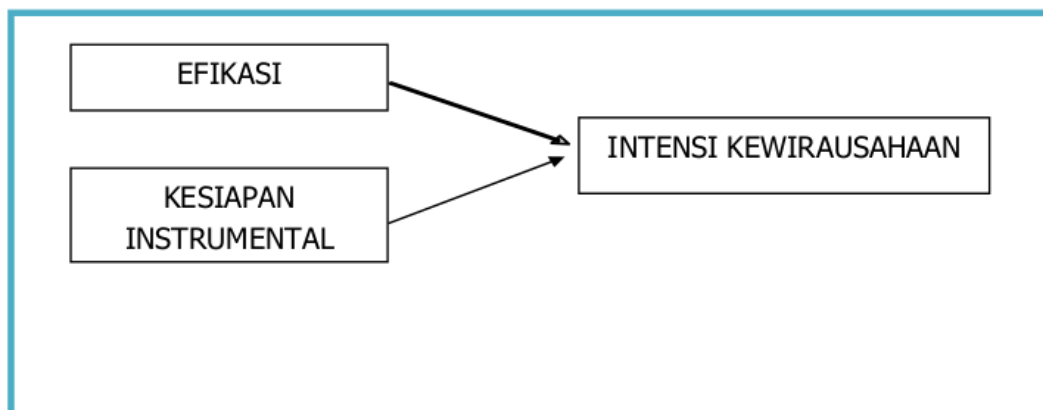 EFIKASI
INTENSI KEWIRAUSAHAAN
KESIAPAN
INSTRUMENTAL